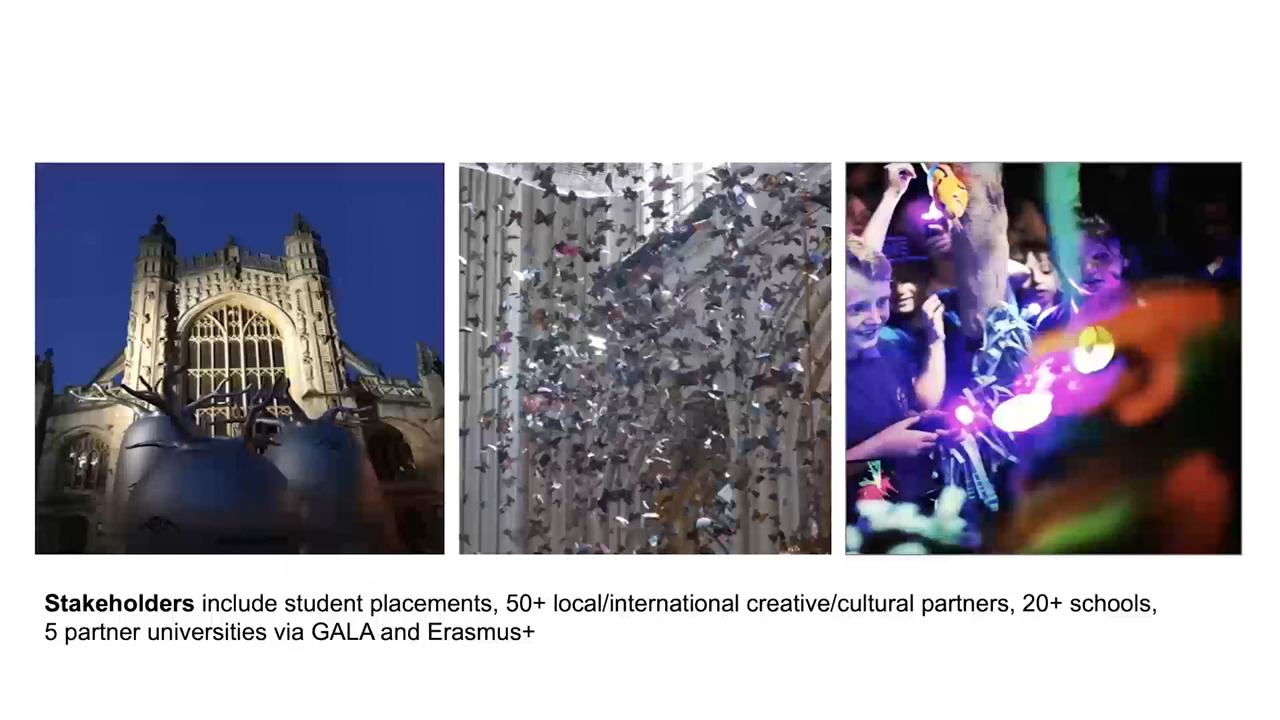 Stakeholders include student placements, 50+ local/international creative/cultural partners, 20+ schools,
5 partner universities via GALA and Erasmus+